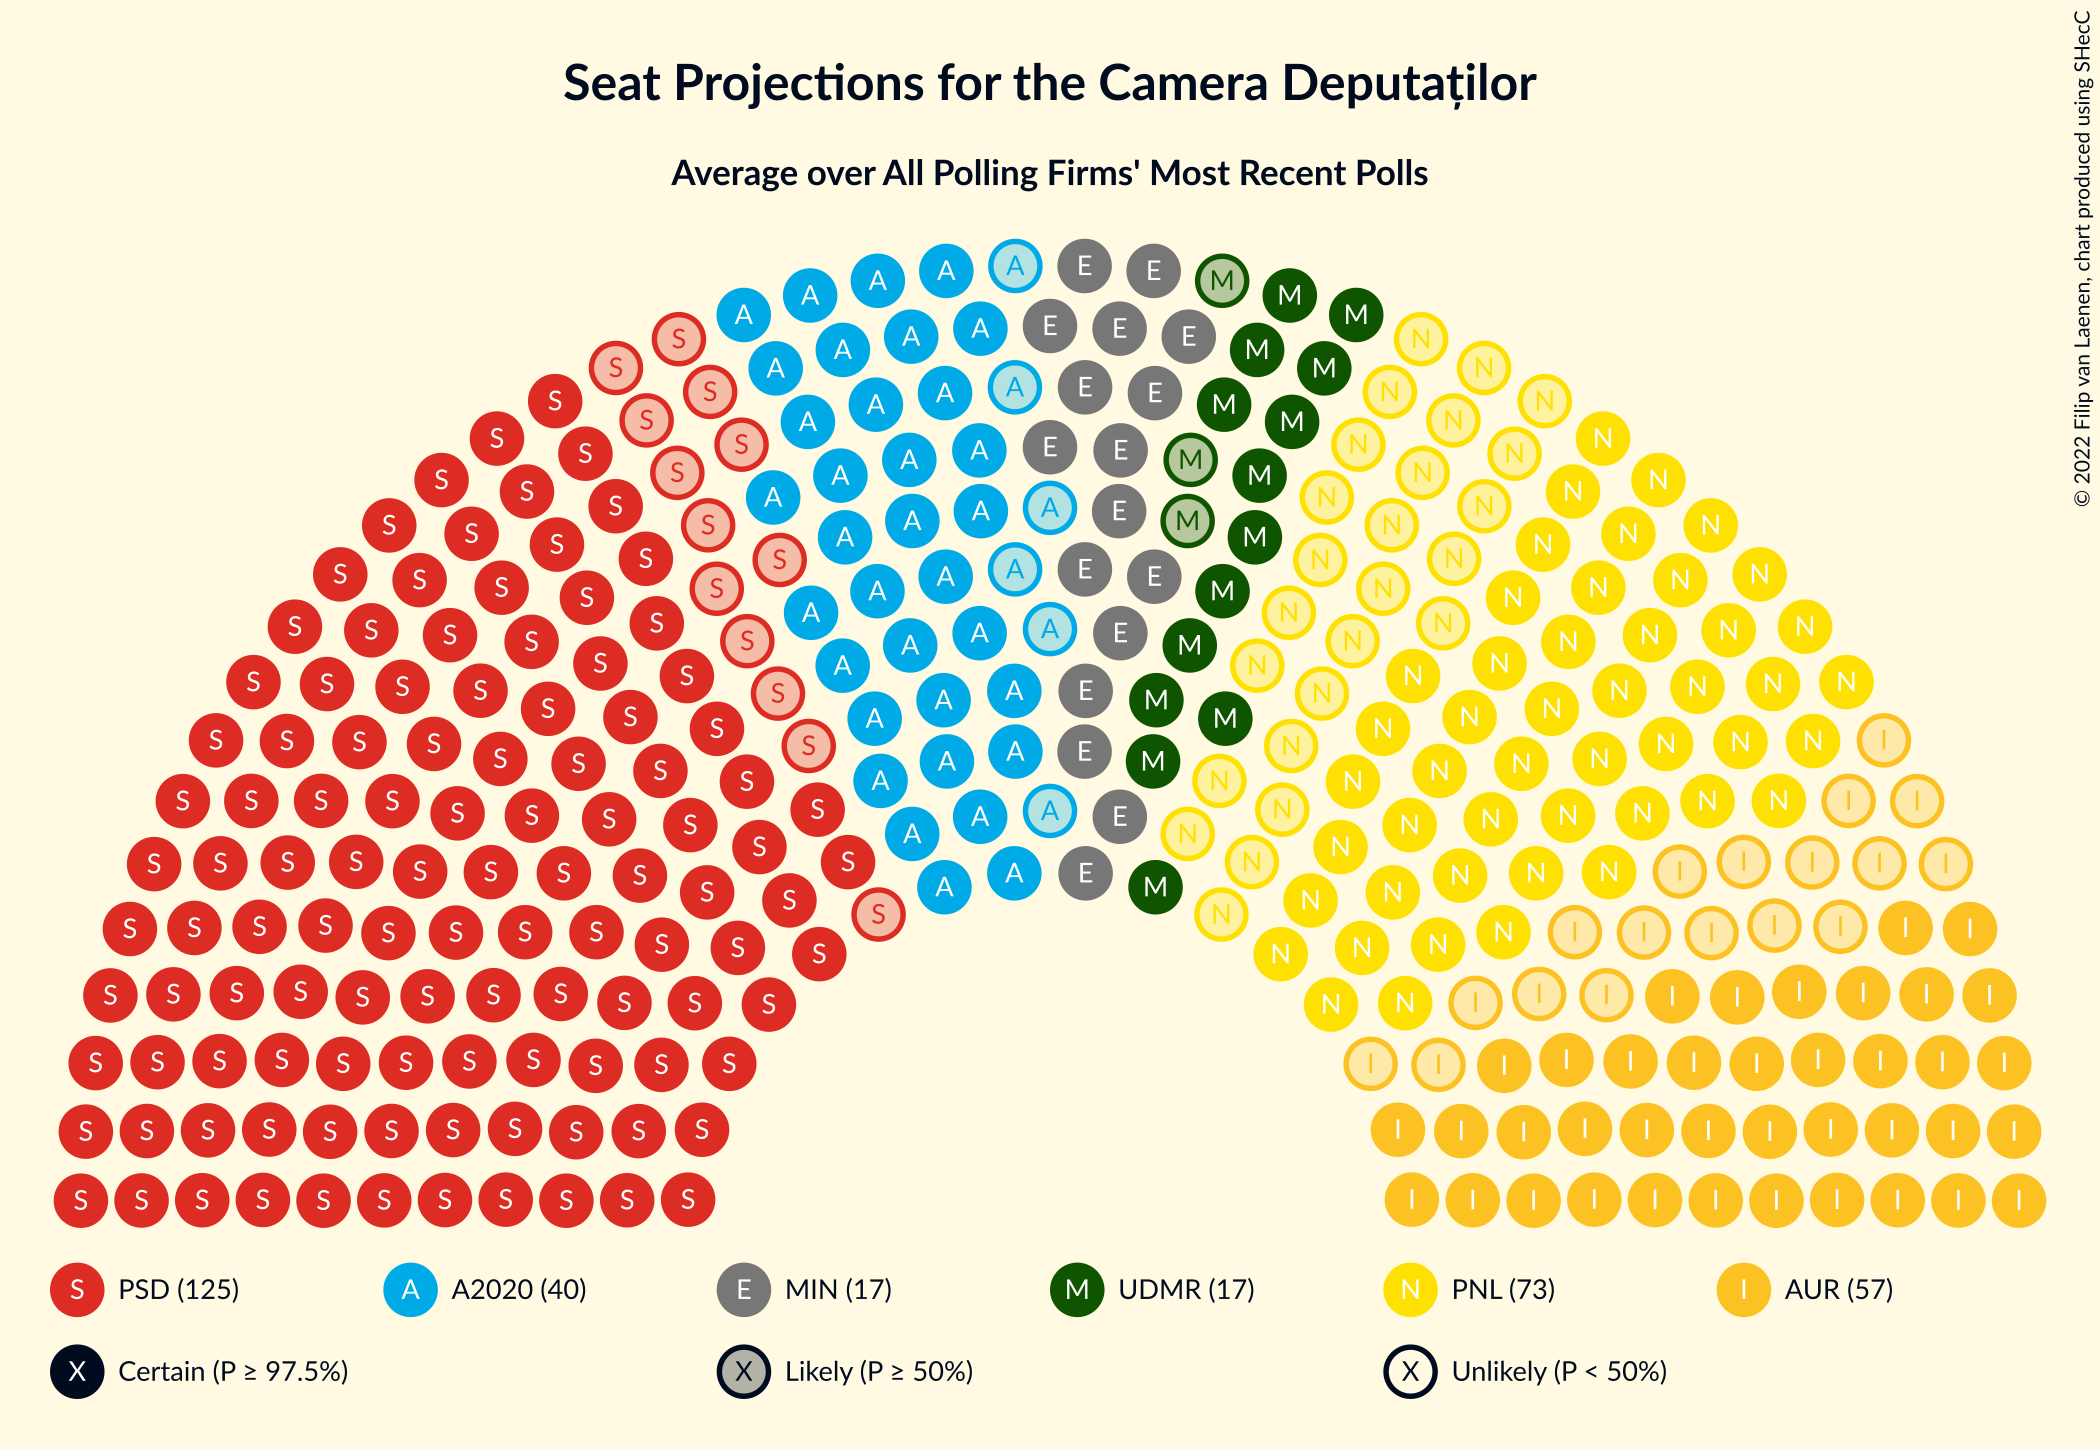 Seat Projections for the Camera Deputaților
Average over All Polling Firms' Most Recent Polls
© 2022 Filip van Laenen, chart produced using SHecC
S PSD (125) A A2020 (40) E MIN (17) M UDMR (17) N PNL (73) I AUR (57)
X Certain (P ≥ 97.5%) X Likely (P ≥ 50%) X Unlikely (P < 50%)